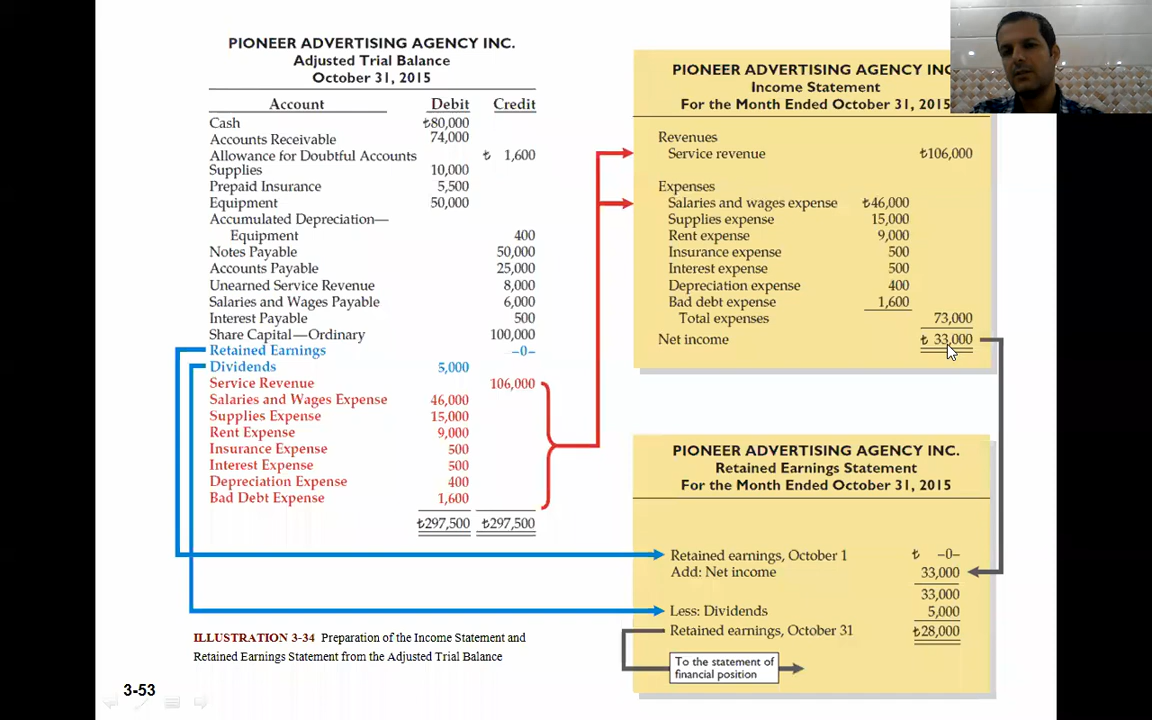 PIONEER ADVERTISING AGENCY INC.
Adjusted Trial Balance
October 31, 2015
Account Debit Credit
Cash ₺80,000
Accounts Receivable 74,000
Allowance for Doubtful Accounts ₺ 1,600
Supplies 10,000
Prepaid Insurance 5,500
Equipment 50,000
Accumulated Depreciation—
Equipment 400
Notes Payable 50,000
Accounts Payable 25,000
Unearned Service Revenue 8,000
Salaries and Wages Payable 6,000
Interest Payable 500
Share Capital—Ordinary 100,000
Retained Earnings –0–
Dividends 5,000
Service Revenue 106,000
Salaries and Wages Expense 46,000
Supplies Expense 15,000
Rent Expense 9,000
Insurance Expense 500
Interest Expense 500
Depreciation Expense 400
Bad Debt Expense 1,600
₺297,500 ₺297,500
PIONEER ADVERTISING AGENCY INC
Income Statement
For the Month Ended October 31, 2015
Revenues
Service revenue ₺106,000
Expenses
Salaries and wages expense ₺46,000
Supplies expense 15,000
Rent expense 9,000
Insurance expense 500
Interest expense 500
Depreciation expense 400
Bad debt expense 1,600
Total expenses 73,000
Net income ₺ 33,000
PIONEER ADVERTISING AGENCY INC.
Retained Earnings Statement
For the Month Ended October 31, 2015
Retained earnings, October 1 ₺ –0–
Add: Net income 33,000
33,000
Less: Dividends 5,000
Retained earnings, October 31 ₺28,000
To the statement of
financial position
ILLUSTRATION 3-34 Preparation of the Income Statement and
Retained Earnings Statement from the Adjusted Trial Balance
3-53